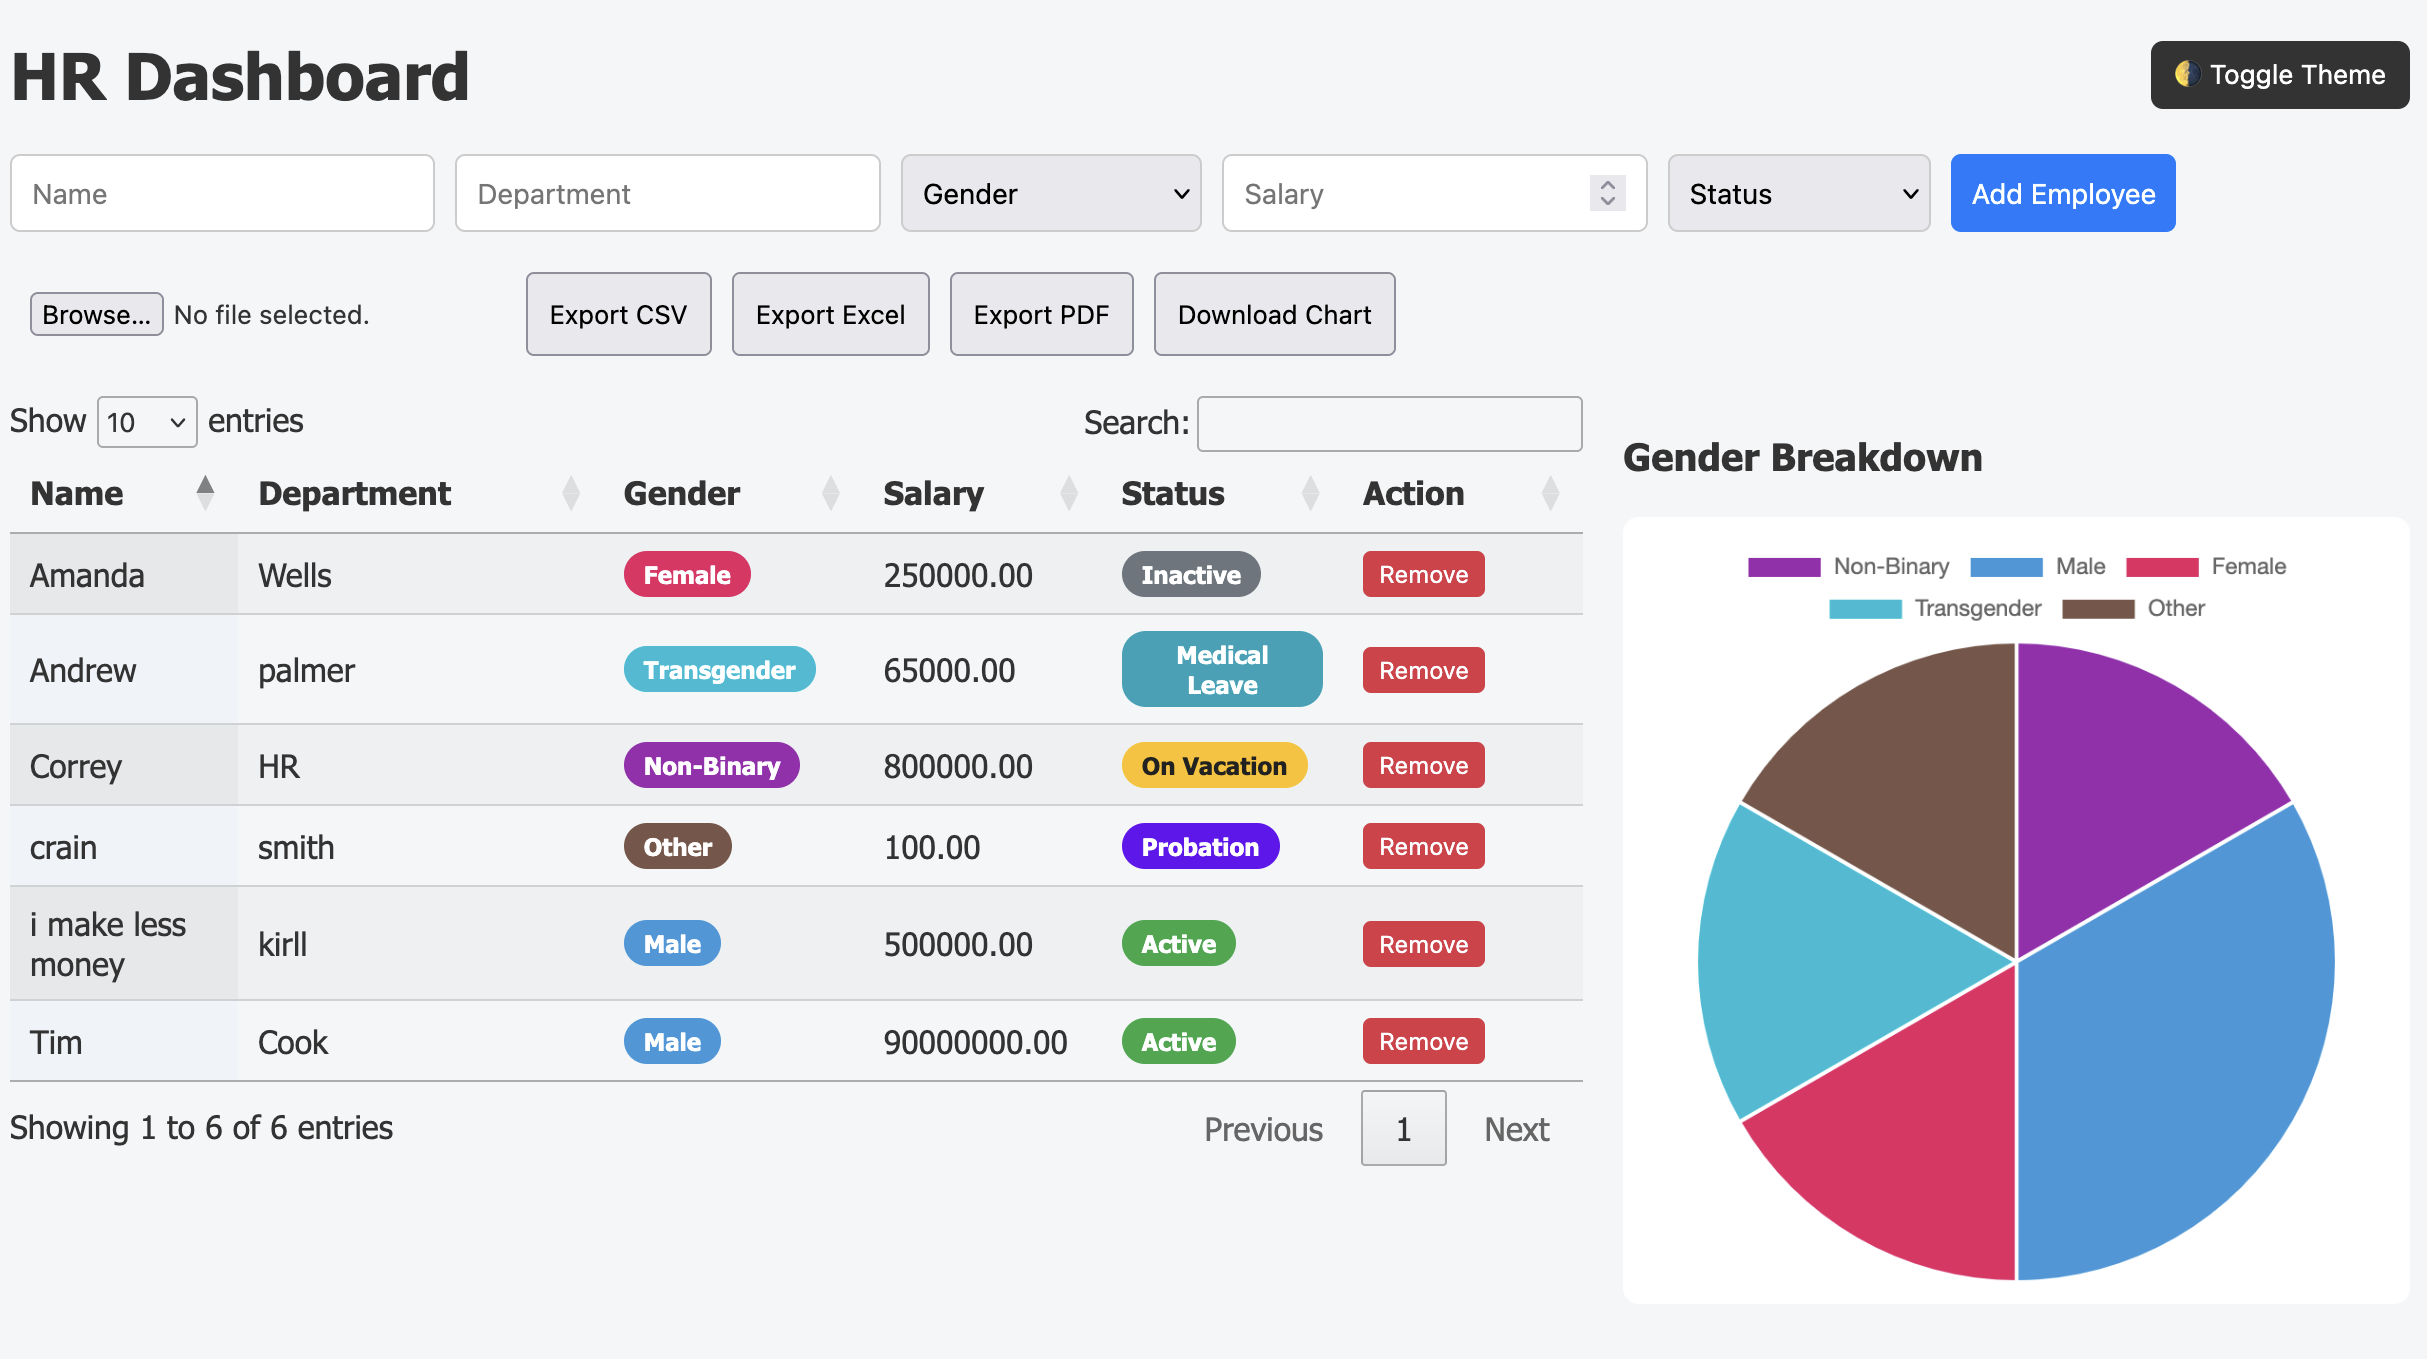 HR Dashboard
🌗 Toggle Theme
Name
Department
Gender
Salary
Status
Add Employee
Browse... No file selected.
Export CSV
Export Excel
Export PDF
Download Chart
Show 10 entries
Search:
Name Department Gender Salary Status Action
Amanda Wells Female 250000.00 Inactive Remove
Andrew palmer Transgender 65000.00 Medical Leave Remove
Correy HR Non-Binary 800000.00 On Vacation Remove
crain smith Other 100.00 Probation Remove
i make less money kirll Male 500000.00 Active Remove
Tim Cook Male 90000000.00 Active Remove
Showing 1 to 6 of 6 entries
Previous 1 Next
Gender Breakdown
Non-Binary Male Female
Transgender Other